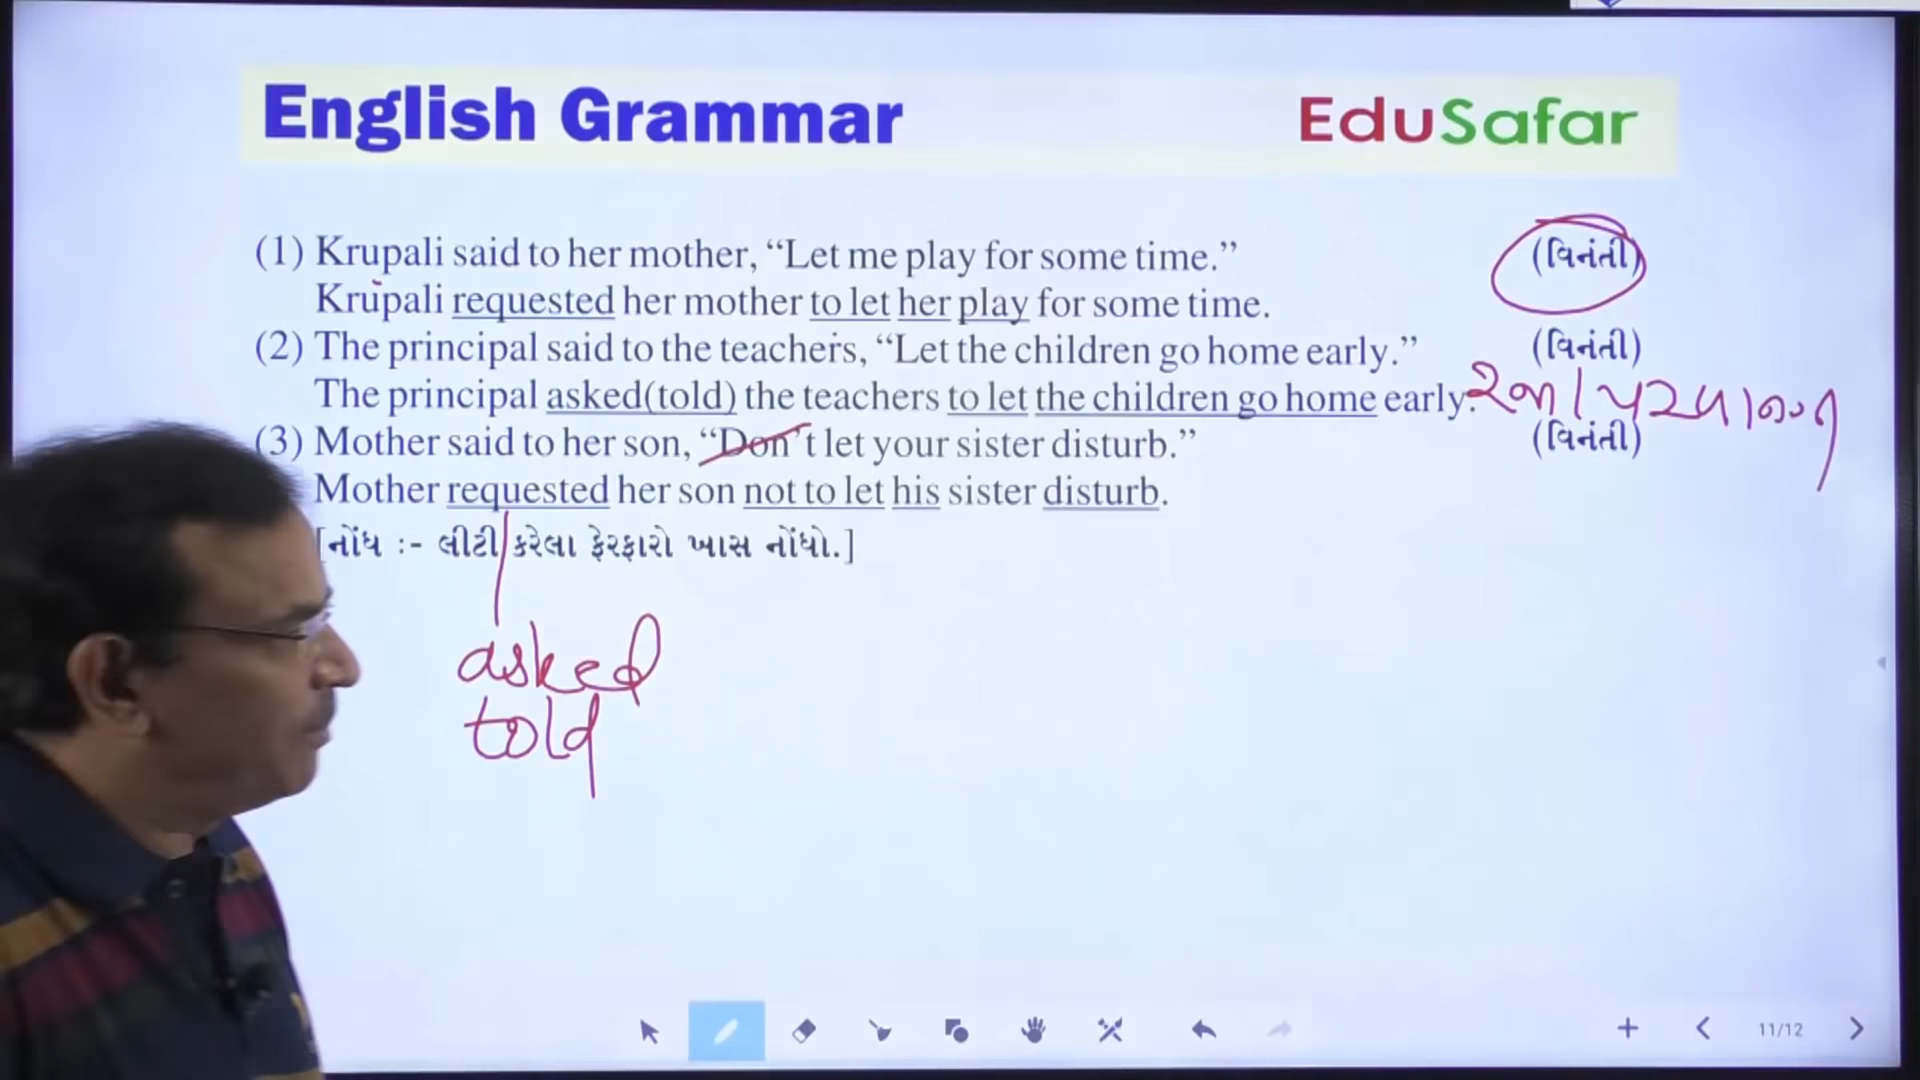 English Grammar
EduSafar
(1) Krupali said to her mother, “Let me play for some time.” (વિનંતી)
Krupali requested her mother to let her play for some time.
(2) The principal said to the teachers, “Let the children go home early.” (વિનંતી)
The principal asked(told) the teachers to let the children go home early.
(3) Mother said to her son, “Don’t let your sister disturb.” (વિનંતી)
Mother requested her son not to let his sister disturb.
[નોંધ :- લીટી કરેલા ફેરફારો ખાસ નોંધો.]
asked
told
11/12